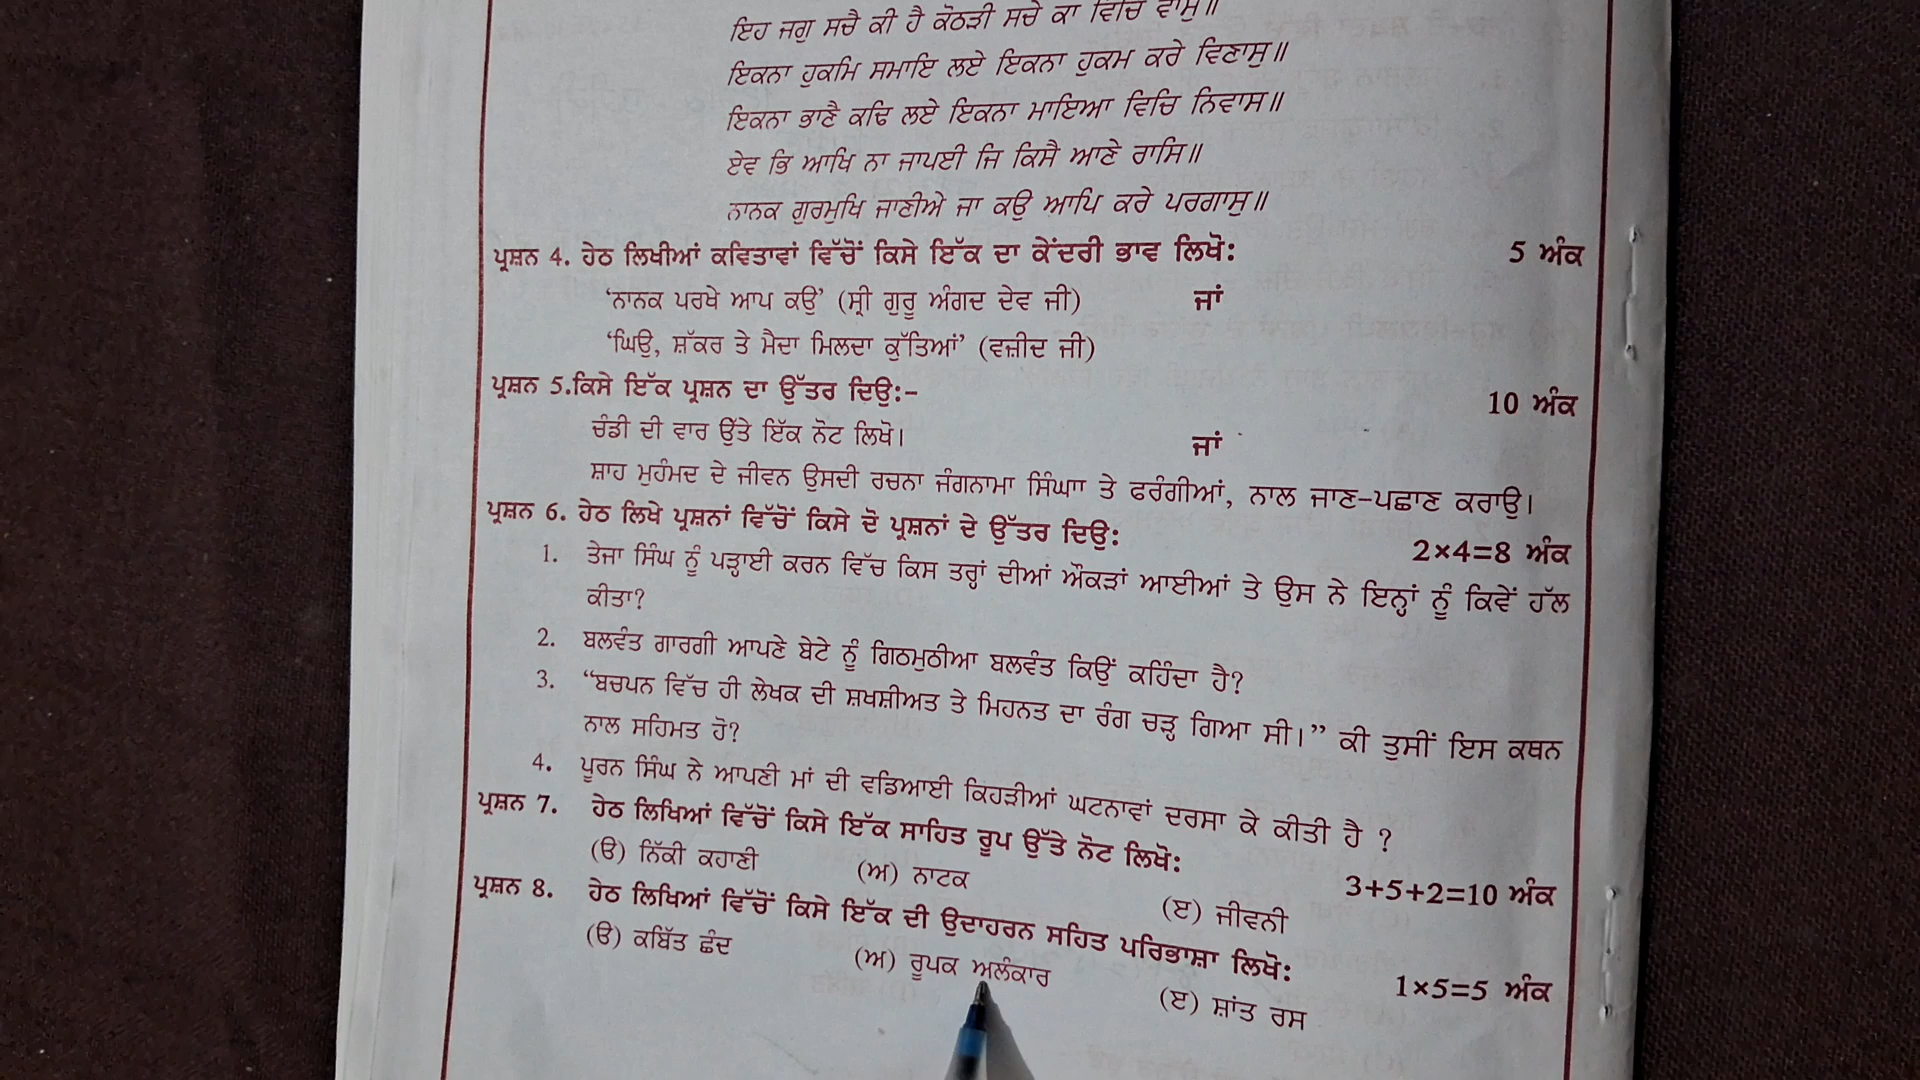 ਇਹ ਜਗੁ ਸਚੈ ਕੀ ਹੈ ਕੋਠੜੀ ਸਚੇ ਕਾ ਵਿਚਿ ਵਾਸੁ॥
ਇਕਨਾ ਹੁਕਮਿ ਸਮਾਇ ਲਏ ਇਕਨਾ ਹੁਕਮ ਕਰੇ ਵਿਣਾਸੁ॥
ਇਕਨਾ ਭਾਣੈ ਕਢਿ ਲਏ ਇਕਨਾ ਮਾਇਆ ਵਿਚਿ ਨਿਵਾਸ॥
ਏਵ ਭਿ ਆਖਿ ਨਾ ਜਾਪਈ ਜਿ ਕਿਸੈ ਆਣੇ ਰਾਸਿ॥
ਨਾਨਕ ਗੁਰਮੁਖਿ ਜਾਣੀਐ ਜਾ ਕਉ ਆਪਿ ਕਰੇ ਪਰਗਾਸੁ॥
ਪ੍ਰਸ਼ਨ 4. ਹੇਠ ਲਿਖੀਆਂ ਕਵਿਤਾਵਾਂ ਵਿੱਚੋਂ ਕਿਸੇ ਇੱਕ ਦਾ ਕੇਂਦਰੀ ਭਾਵ ਲਿਖੋ: 5 ਅੰਕ
'ਨਾਨਕ ਪਰਖੇ ਆਪ ਕਉ' (ਸ੍ਰੀ ਗੁਰੂ ਅੰਗਦ ਦੇਵ ਜੀ) ਜਾਂ
'ਘਿਉ, ਸ਼ੱਕਰ ਤੇ ਮੈਦਾ ਮਿਲਦਾ ਕੁੱਤਿਆਂ' (ਵਜ਼ੀਦ ਜੀ)
ਪ੍ਰਸ਼ਨ 5.ਕਿਸੇ ਇੱਕ ਪ੍ਰਸ਼ਨ ਦਾ ਉੱਤਰ ਦਿਉ:- 10 ਅੰਕ
ਚੰਡੀ ਦੀ ਵਾਰ ਉੱਤੇ ਇੱਕ ਨੋਟ ਲਿਖੋ। ਜਾਂ
ਸ਼ਾਹ ਮੁਹੰਮਦ ਦੇ ਜੀਵਨ ਉਸਦੀ ਰਚਨਾ ਜੰਗਨਾਮਾ ਸਿੰਘਾਾ ਤੇ ਫਰੰਗੀਆਂ, ਨਾਲ ਜਾਣ-ਪਛਾਣ ਕਰਾਉ।
ਪ੍ਰਸ਼ਨ 6. ਹੇਠ ਲਿਖੇ ਪ੍ਰਸ਼ਨਾਂ ਵਿੱਚੋਂ ਕਿਸੇ ਦੋ ਪ੍ਰਸ਼ਨਾਂ ਦੇ ਉੱਤਰ ਦਿਉ: 2×4=8 ਅੰਕ
1. ਤੇਜਾ ਸਿੰਘ ਨੂੰ ਪੜ੍ਹਾਈ ਕਰਨ ਵਿੱਚ ਕਿਸ ਤਰ੍ਹਾਂ ਦੀਆਂ ਔਕੜਾਂ ਆਈਆਂ ਤੇ ਉਸ ਨੇ ਇਨ੍ਹਾਂ ਨੂੰ ਕਿਵੇਂ ਹੱਲ
ਕੀਤਾ?
2. ਬਲਵੰਤ ਗਾਰਗੀ ਆਪਣੇ ਬੇਟੇ ਨੂੰ ਗਿਠਮੁਠੀਆ ਬਲਵੰਤ ਕਿਉਂ ਕਹਿੰਦਾ ਹੈ?
3. "ਬਚਪਨ ਵਿੱਚ ਹੀ ਲੇਖਕ ਦੀ ਸ਼ਖਸ਼ੀਅਤ ਤੇ ਮਿਹਨਤ ਦਾ ਰੰਗ ਚੜ੍ਹ ਗਿਆ ਸੀ।" ਕੀ ਤੁਸੀਂ ਇਸ ਕਥਨ
ਨਾਲ ਸਹਿਮਤ ਹੋ?
4. ਪੂਰਨ ਸਿੰਘ ਨੇ ਆਪਣੀ ਮਾਂ ਦੀ ਵਡਿਆਈ ਕਿਹੜੀਆਂ ਘਟਨਾਵਾਂ ਦਰਸਾ ਕੇ ਕੀਤੀ ਹੈ ?
ਪ੍ਰਸ਼ਨ 7. ਹੇਠ ਲਿਖਿਆਂ ਵਿੱਚੋਂ ਕਿਸੇ ਇੱਕ ਸਾਹਿਤ ਰੂਪ ਉੱਤੇ ਨੋਟ ਲਿਖੋ: 3+5+2=10 ਅੰਕ
(ੳ) ਨਿੱਕੀ ਕਹਾਣੀ (ਅ) ਨਾਟਕ (ੲ) ਜੀਵਨੀ
ਪ੍ਰਸ਼ਨ 8. ਹੇਠ ਲਿਖਿਆਂ ਵਿੱਚੋਂ ਕਿਸੇ ਇੱਕ ਦੀ ਉਦਾਹਰਨ ਸਹਿਤ ਪਰਿਭਾਸ਼ਾ ਲਿਖੋ: 1×5=5 ਅੰਕ
(ੳ) ਕਬਿੱਤ ਛੰਦ (ਅ) ਰੂਪਕ ਅਲੰਕਾਰ (ੲ) ਸ਼ਾਂਤ ਰਸ